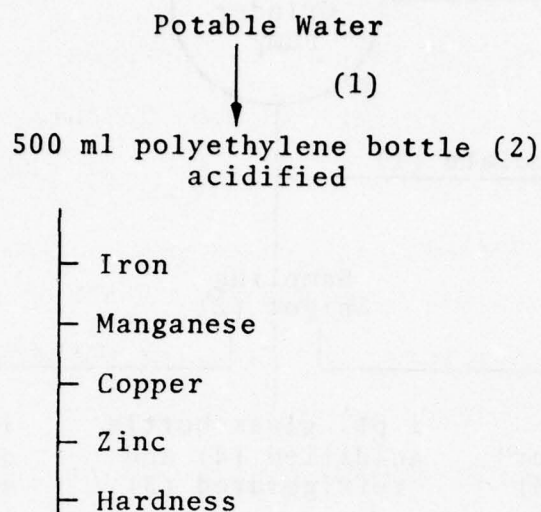 Potable Water
(1)
500 ml polyethylene bottle (2)
acidified
Iron
Manganese
Copper
Zinc
Hardness